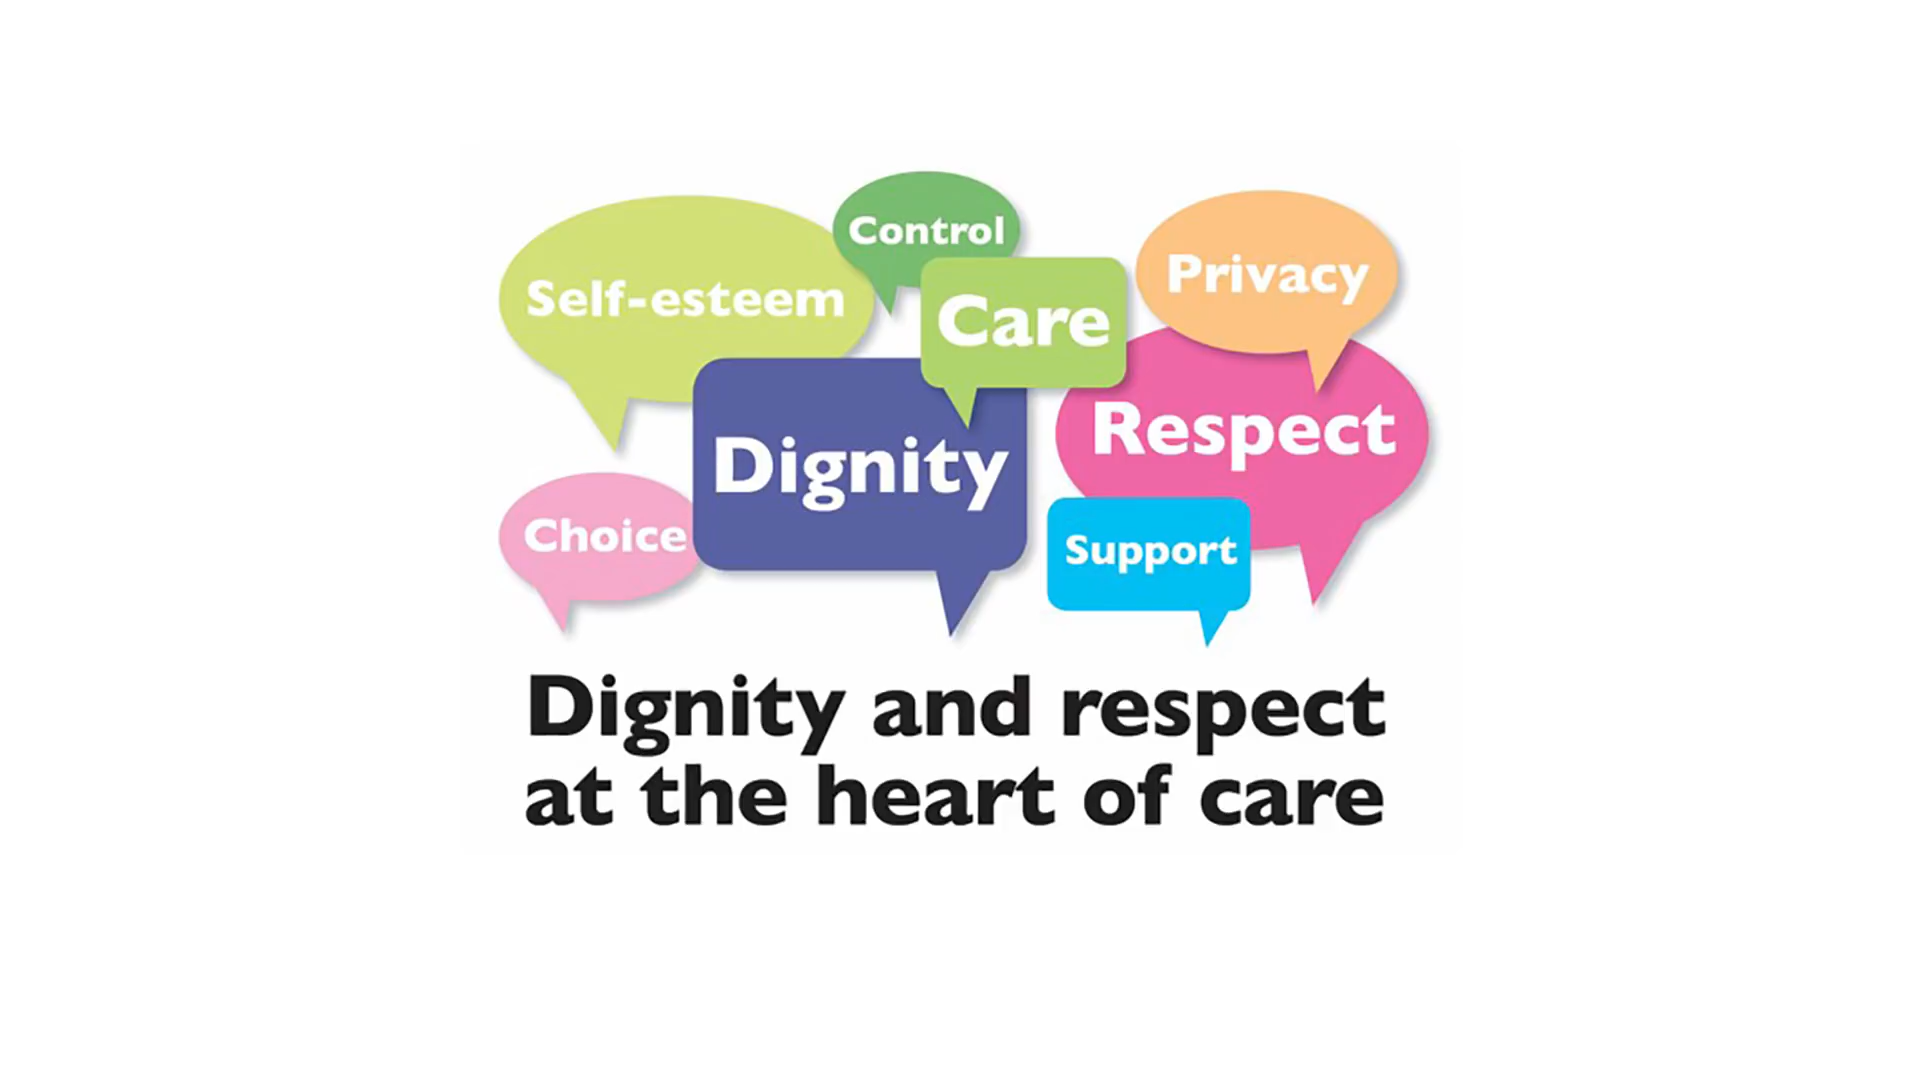 Control
Self-esteem
Care
Privacy
Dignity
Respect
Choice
Support
Dignity and respect
at the heart of care